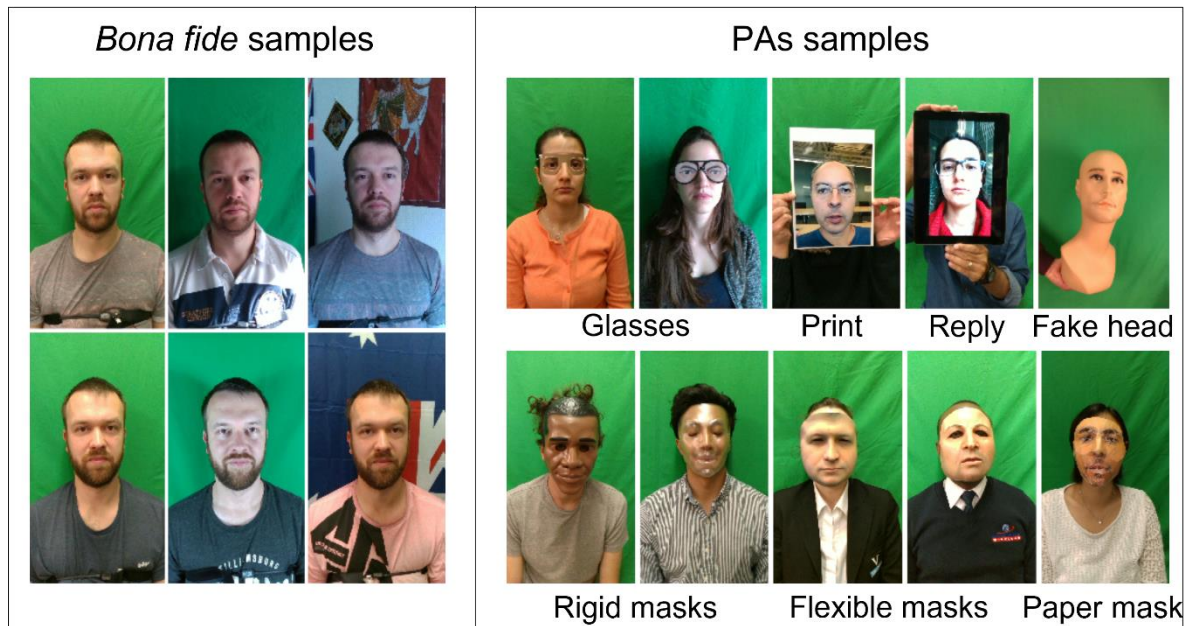 Bona fide samples
PAs samples
Glasses
Print
Reply
Fake head
Rigid masks
Flexible masks
Paper mask